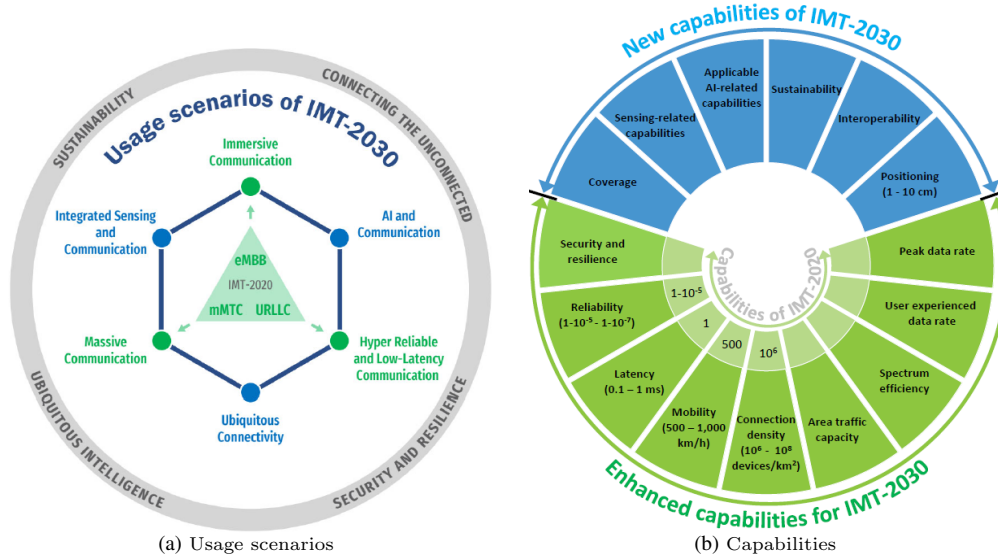 SUSTAINABILITY
CONNECTING THE UNCONNECTED
UBIQUITOUS INTELLIGENCE
SECURITY AND RESILIENCE
Usage scenarios of IMT-2030
Immersive
Communication
Integrated Sensing
and
Communication
AI and
Communication
eMBB
IMT-2020
mMTC URLLC
Massive
Communication
Hyper Reliable
and Low-Latency
Communication
Ubiquitous
Connectivity
(a) Usage scenarios
New capabilities of IMT-2030
Coverage
Sensing-related
capabilities
Applicable
AI-related
capabilities
Sustainability
Interoperability
Positioning
(1 - 10 cm)
Capabilities of IMT-2020
Security and
resilience
Reliability
(1-10⁻⁵ - 1-10⁻⁷)
1-10⁻⁵
Latency
(0.1 – 1 ms)
1
Mobility
(500 – 1,000
km/h)
500
Connection
density
(10⁶ - 10⁸
devices/km²)
10⁶
Area traffic
capacity
Spectrum
efficiency
User experienced
data rate
Peak data rate
Enhanced capabilities for IMT-2030
(b) Capabilities